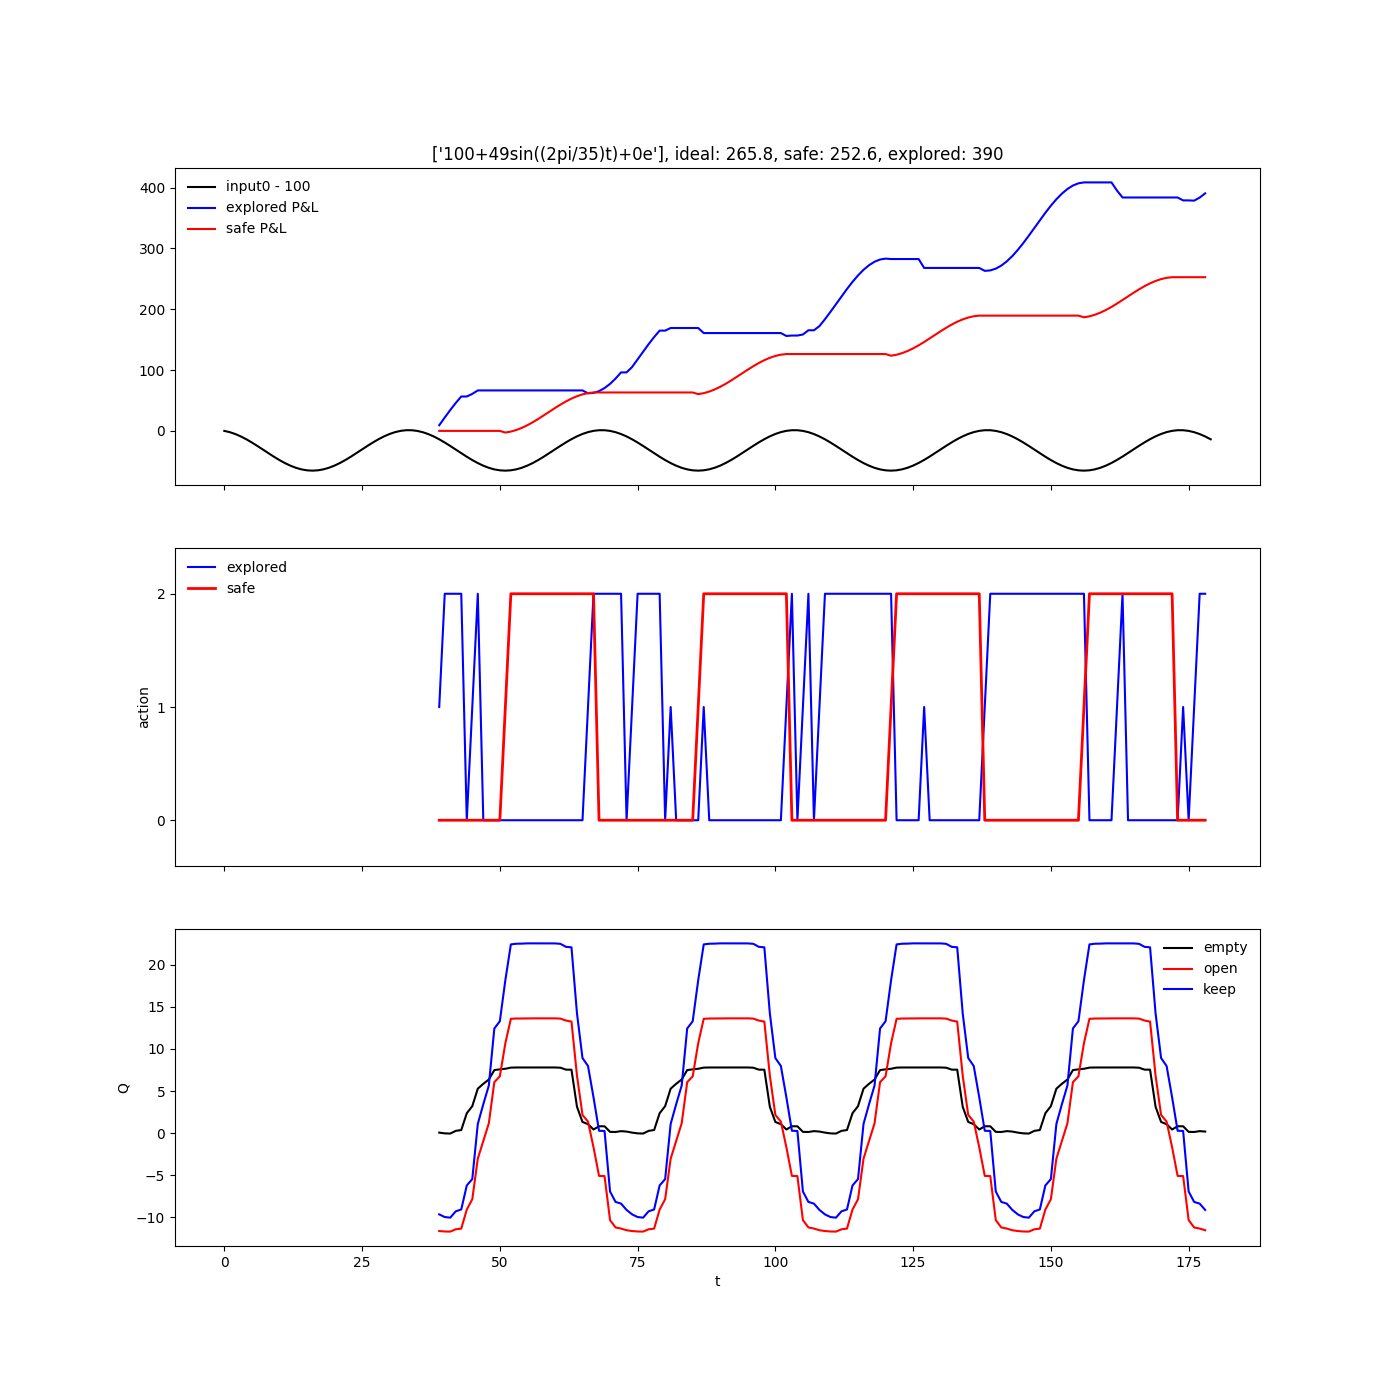 ['100+49sin((2pi/35)t)+0e'], ideal: 265.8, safe: 252.6, explored: 390
input0 - 100
explored P&L
safe P&L
400
300
200
100
0
explored
safe
2
1
0
action
empty
open
keep
20
15
10
5
0
−5
−10
Q
0 25 50 75 100 125 150 175
t